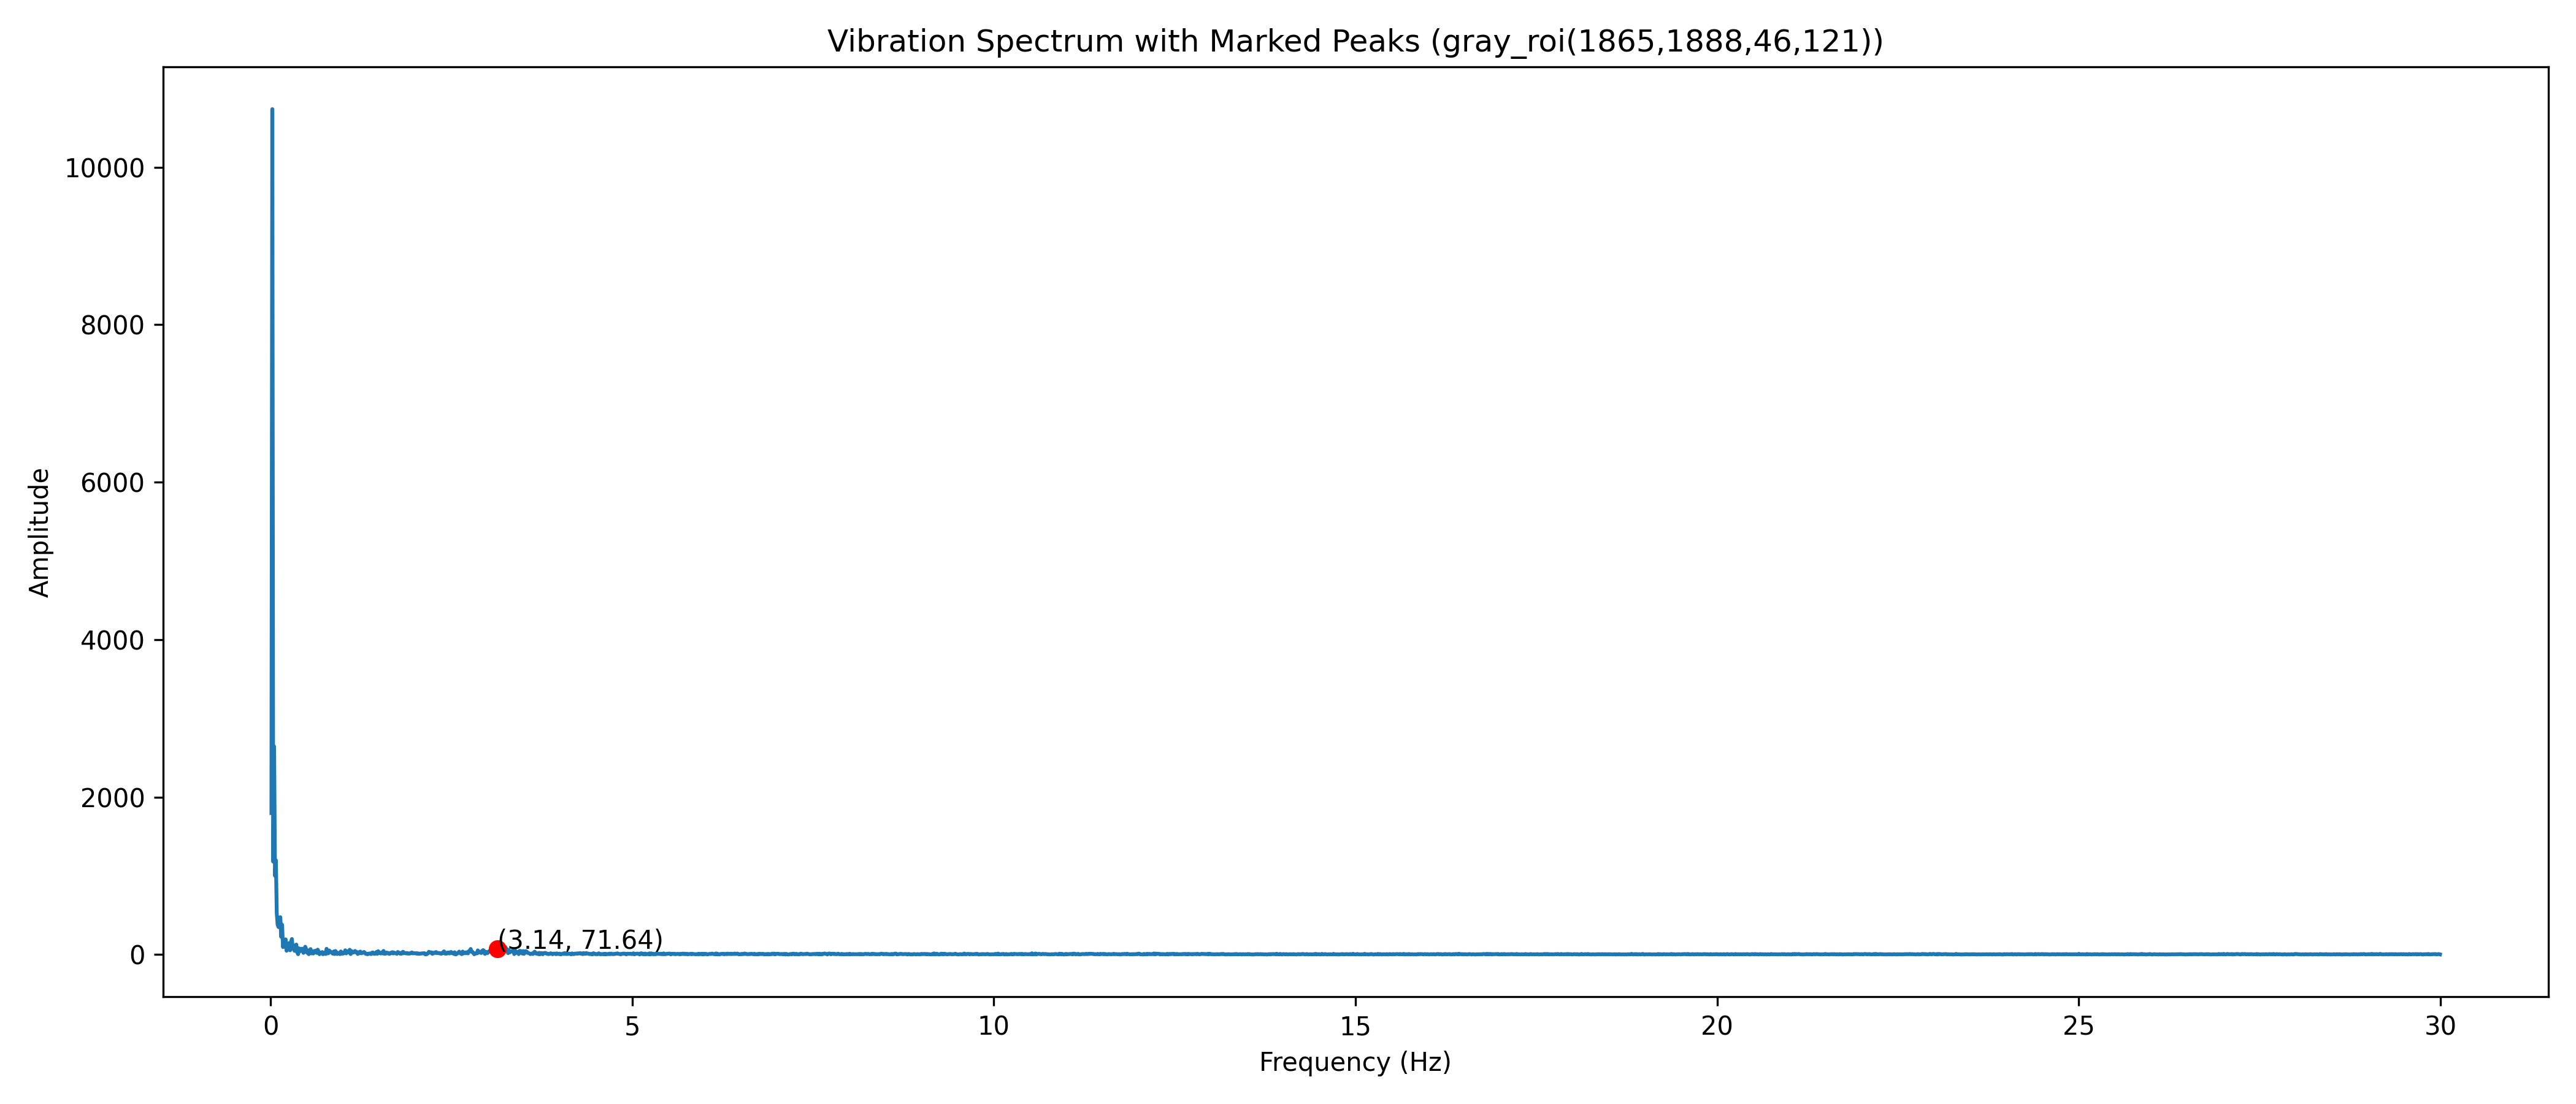 Vibration Spectrum with Marked Peaks (gray_roi(1865,1888,46,121))
Amplitude
10000
8000
6000
4000
2000
0
(3.14, 71.64)
0 5 10 15 20 25 30
Frequency (Hz)